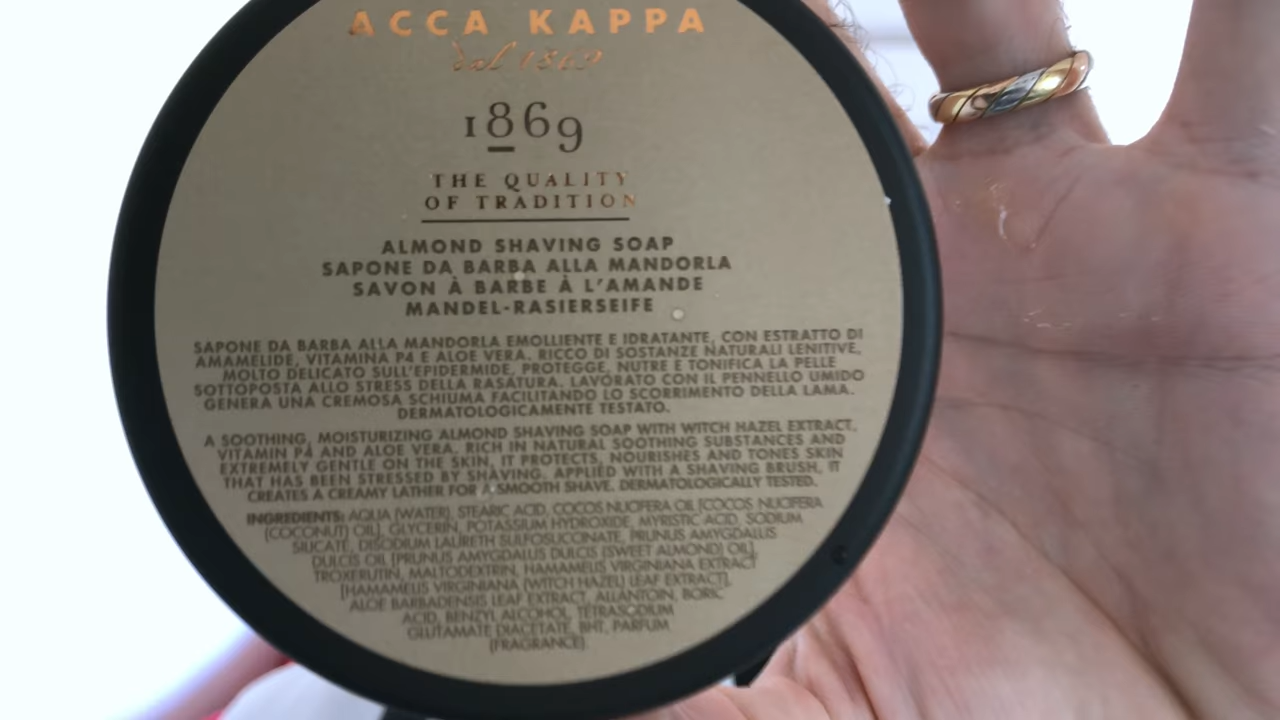 ACCA KAPPA
dal 1869
1869
THE QUALITY
OF TRADITION
ALMOND SHAVING SOAP
SAPONE DA BARBA ALLA MANDORLA
SAVON À BARBE À L'AMANDE
MANDEL-RASIERSEIFE
SAPONE DA BARBA ALLA MANDORLA EMOLLIENTE E IDRATANTE, CON ESTRATTO DI
AMAMELIDE, VITAMINA P4 E ALOE VERA. RICCO DI SOSTANZE NATURALI LENITIVE,
MOLTO DELICATO SULL'EPIDERMIDE, PROTEGGE, NUTRE E TONIFICA LA PELLE
SOTTOPOSTA ALLO STRESS DELLA RASATURA. LAVORATO CON IL PENNELLO UMIDO
GENERA UNA CREMOSA SCHIUMA FACILITANDO LO SCORRIMENTO DELLA LAMA.
DERMATOLOGICAMENTE TESTATO.
A SOOTHING, MOISTURIZING ALMOND SHAVING SOAP WITH WITCH HAZEL EXTRACT,
VITAMIN P4 AND ALOE VERA. RICH IN NATURAL SOOTHING SUBSTANCES AND
EXTREMELY GENTLE ON THE SKIN, IT PROTECTS, NOURISHES AND TONES SKIN
THAT HAS BEEN STRESSED BY SHAVING. APPLIED WITH A SHAVING BRUSH, IT
CREATES A CREAMY LATHER FOR A SMOOTH SHAVE. DERMATOLOGICALLY TESTED.
INGREDIENTS: AQUA (WATER), STEARIC ACID, COCOS NUCIFERA OIL [COCOS NUCIFERA
(COCONUT) OIL], GLYCERIN, POTASSIUM HYDROXIDE, MYRISTIC ACID, SODIUM
SILICATE, DISODIUM LAURETH SULFOSUCCINATE, PRUNUS AMYGDALUS
DULCIS OIL [PRUNUS AMYGDALUS DULCIS (SWEET ALMOND) OIL],
TROXERUTIN, MALTODEXTRIN, HAMAMELIS VIRGINIANA EXTRACT
[HAMAMELIS VIRGINIANA (WITCH HAZEL) LEAF EXTRACT],
ALOE BARBADENSIS LEAF EXTRACT, ALLANTOIN, BORIC
ACID, BENZYL ALCOHOL, TETRASODIUM
GLUTAMATE DIACETATE, BHT, PARFUM
(FRAGRANCE)